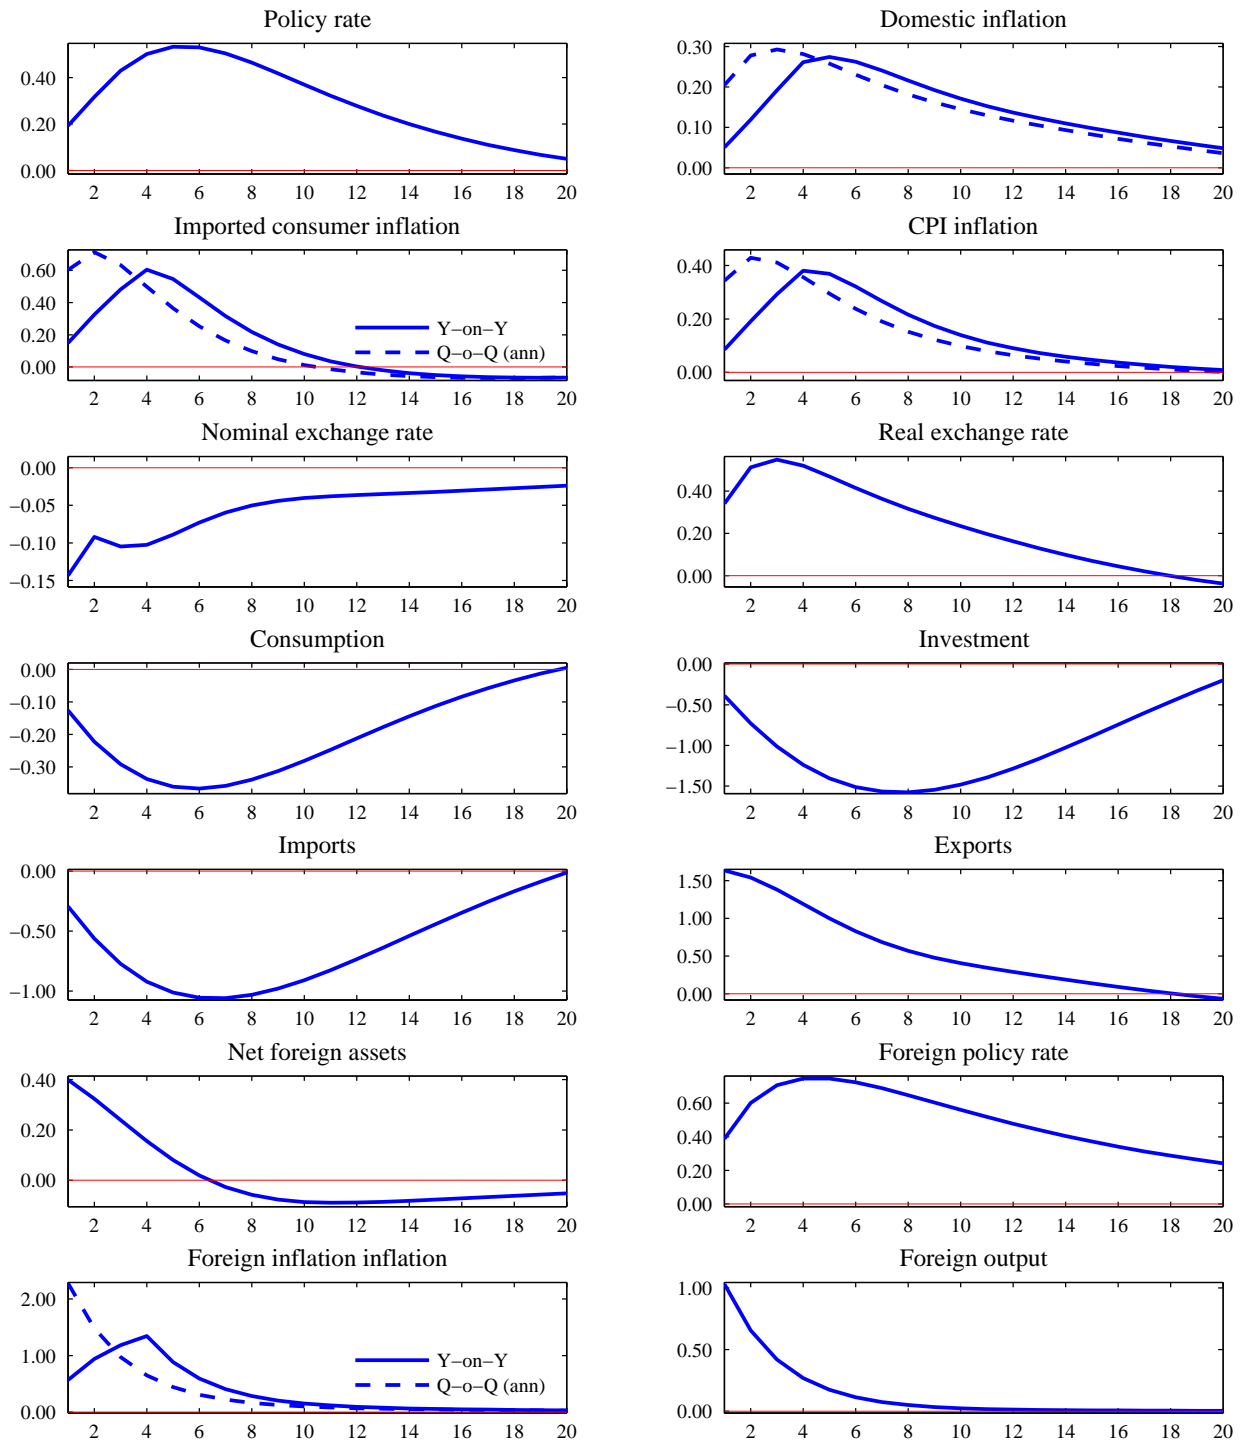 Policy rate
0.40
0.20
0.00
2 4 6 8 10 12 14 16 18 20
Domestic inflation
0.30
0.20
0.10
0.00
2 4 6 8 10 12 14 16 18 20
Imported consumer inflation
0.60
0.40
0.20
0.00
Y−on−Y
Q−o−Q (ann)
2 4 6 8 10 12 14 16 18 20
CPI inflation
0.40
0.20
0.00
2 4 6 8 10 12 14 16 18 20
Nominal exchange rate
0.00
−0.05
−0.10
−0.15
2 4 6 8 10 12 14 16 18 20
Real exchange rate
0.40
0.20
0.00
2 4 6 8 10 12 14 16 18 20
Consumption
0.00
−0.10
−0.20
−0.30
2 4 6 8 10 12 14 16 18 20
Investment
0.00
−0.50
−1.00
−1.50
2 4 6 8 10 12 14 16 18 20
Imports
0.00
−0.50
−1.00
2 4 6 8 10 12 14 16 18 20
Exports
1.50
1.00
0.50
0.00
2 4 6 8 10 12 14 16 18 20
Net foreign assets
0.40
0.20
0.00
2 4 6 8 10 12 14 16 18 20
Foreign policy rate
0.60
0.40
0.20
0.00
2 4 6 8 10 12 14 16 18 20
Foreign inflation inflation
2.00
1.00
0.00
Y−on−Y
Q−o−Q (ann)
2 4 6 8 10 12 14 16 18 20
Foreign output
1.00
0.50
0.00
2 4 6 8 10 12 14 16 18 20